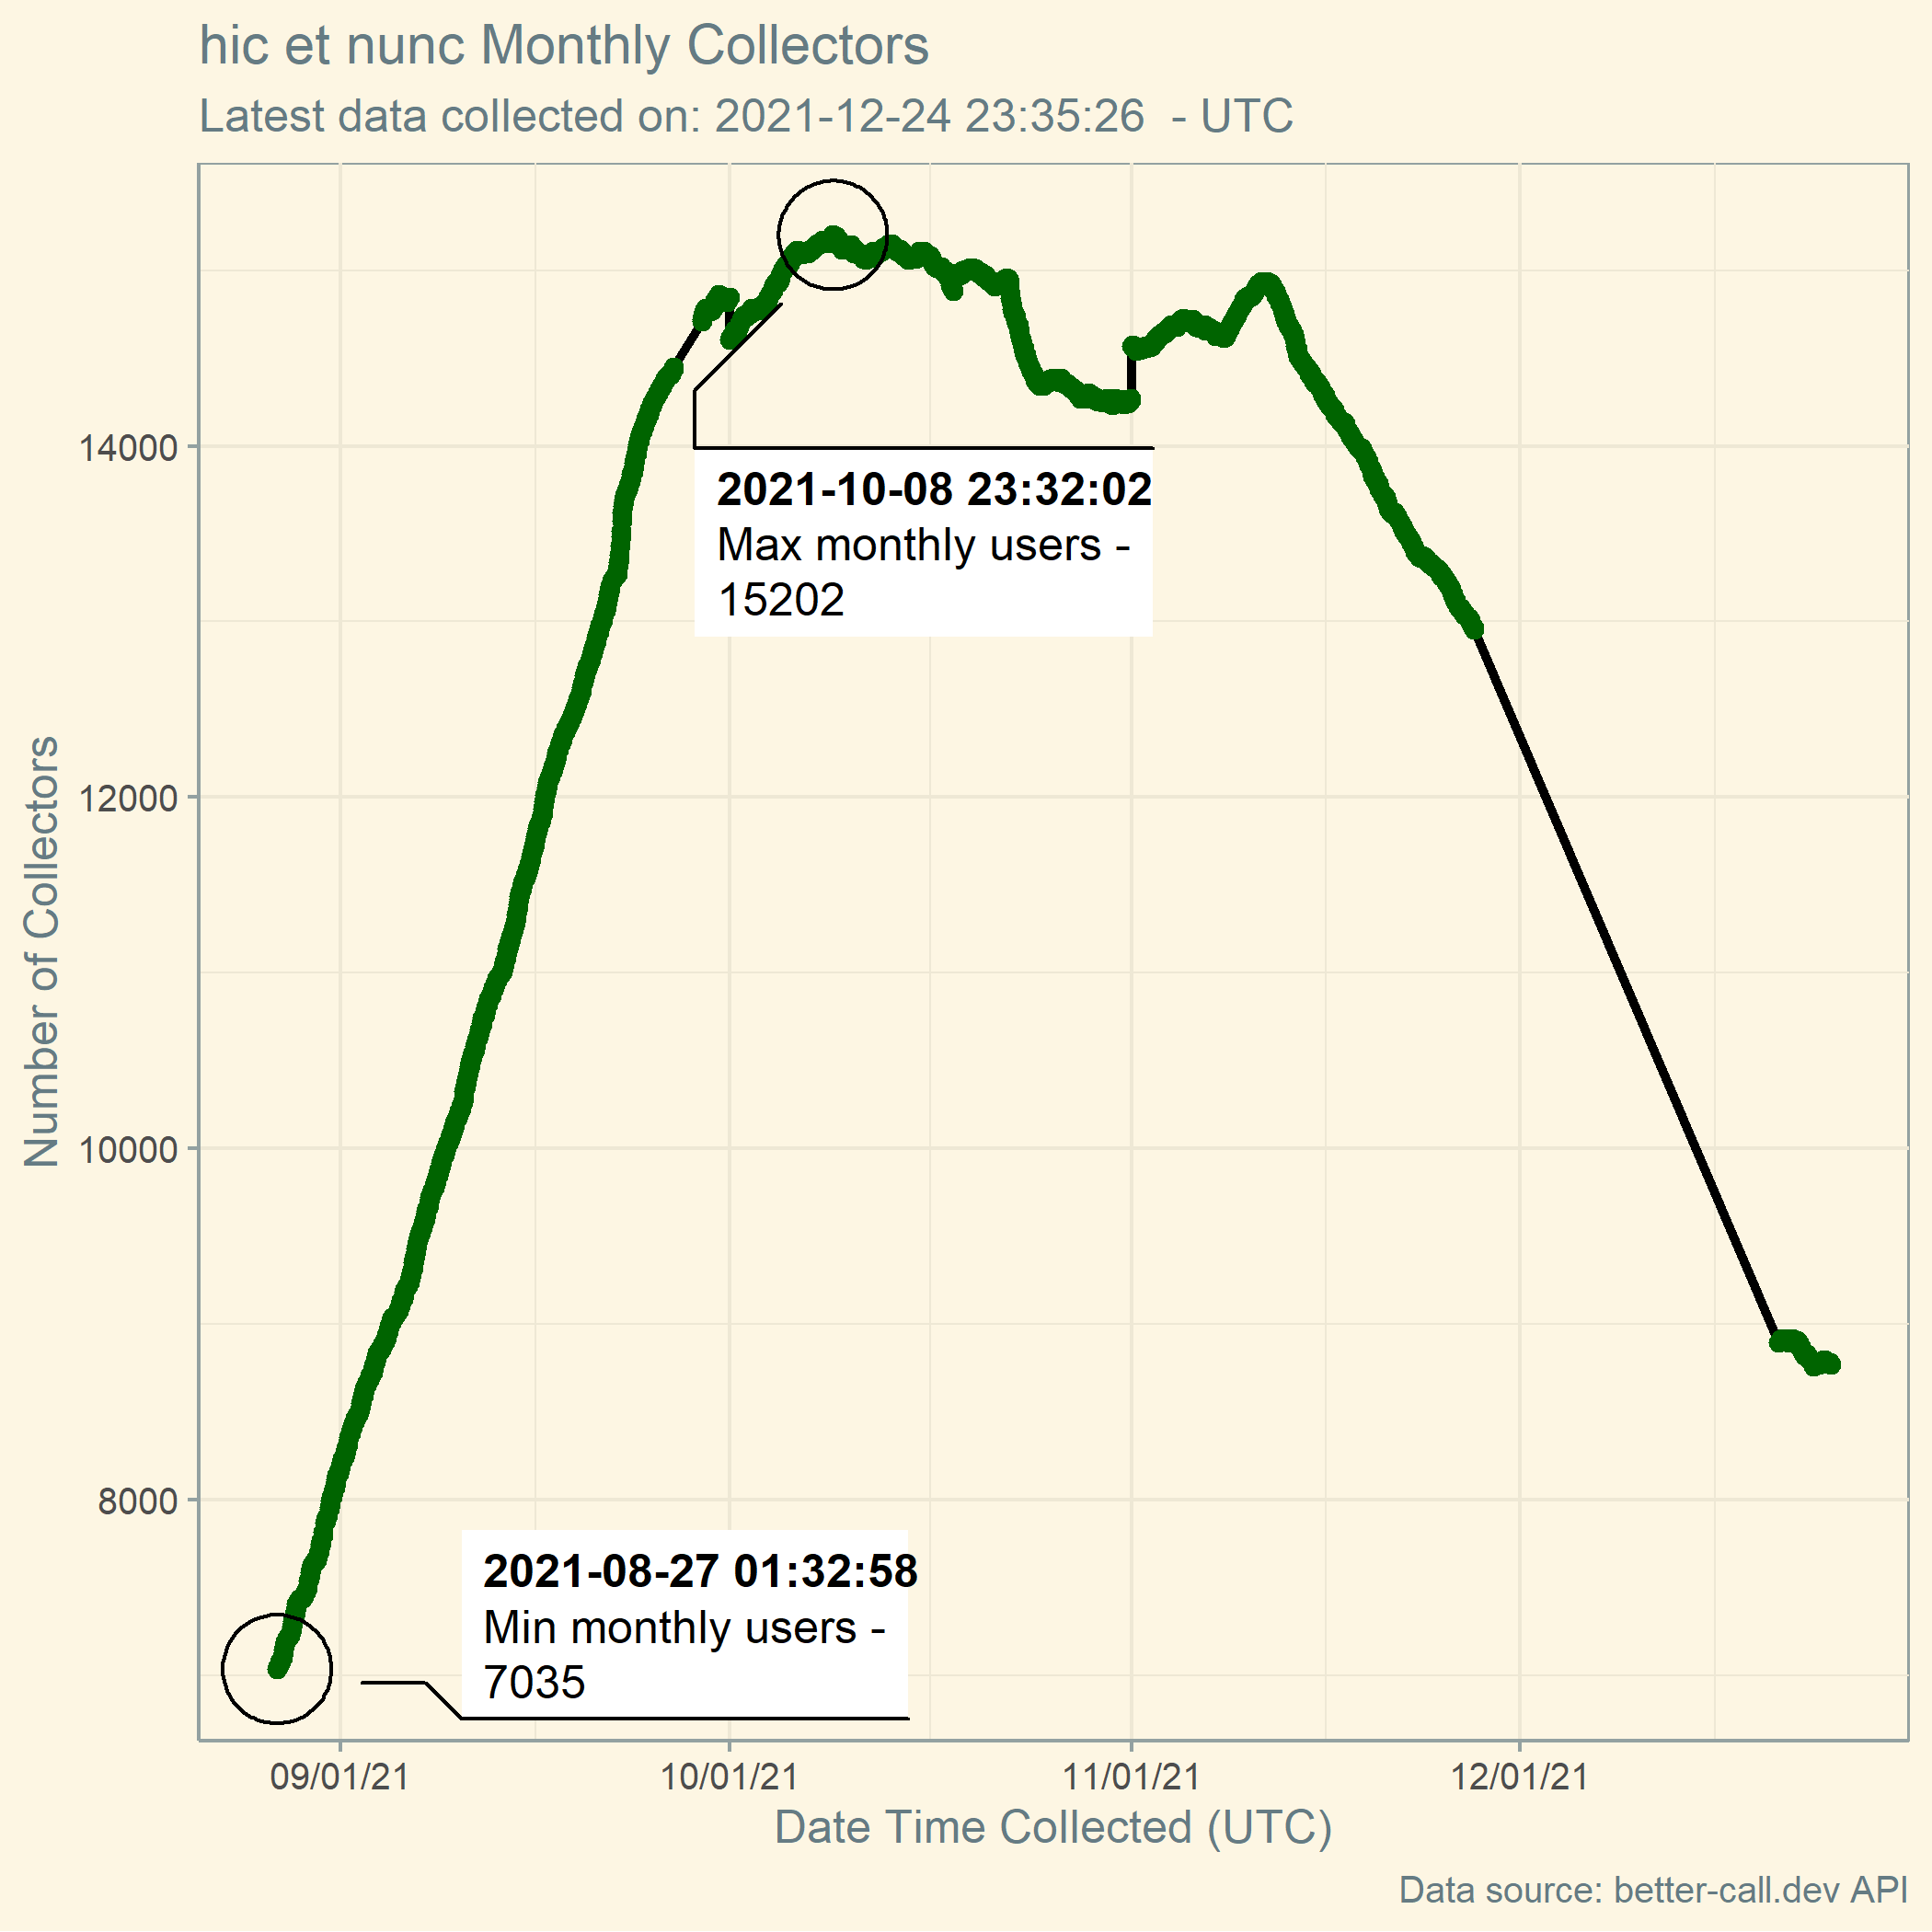 hic et nunc Monthly Collectors
Latest data collected on: 2021-12-24 23:35:26  - UTC
Number of Collectors
14000
12000
10000
8000
2021-10-08 23:32:02
Max monthly users -
15202
2021-08-27 01:32:58
Min monthly users -
7035
09/01/21
10/01/21
11/01/21
12/01/21
Date Time Collected (UTC)
Data source: better-call.dev API